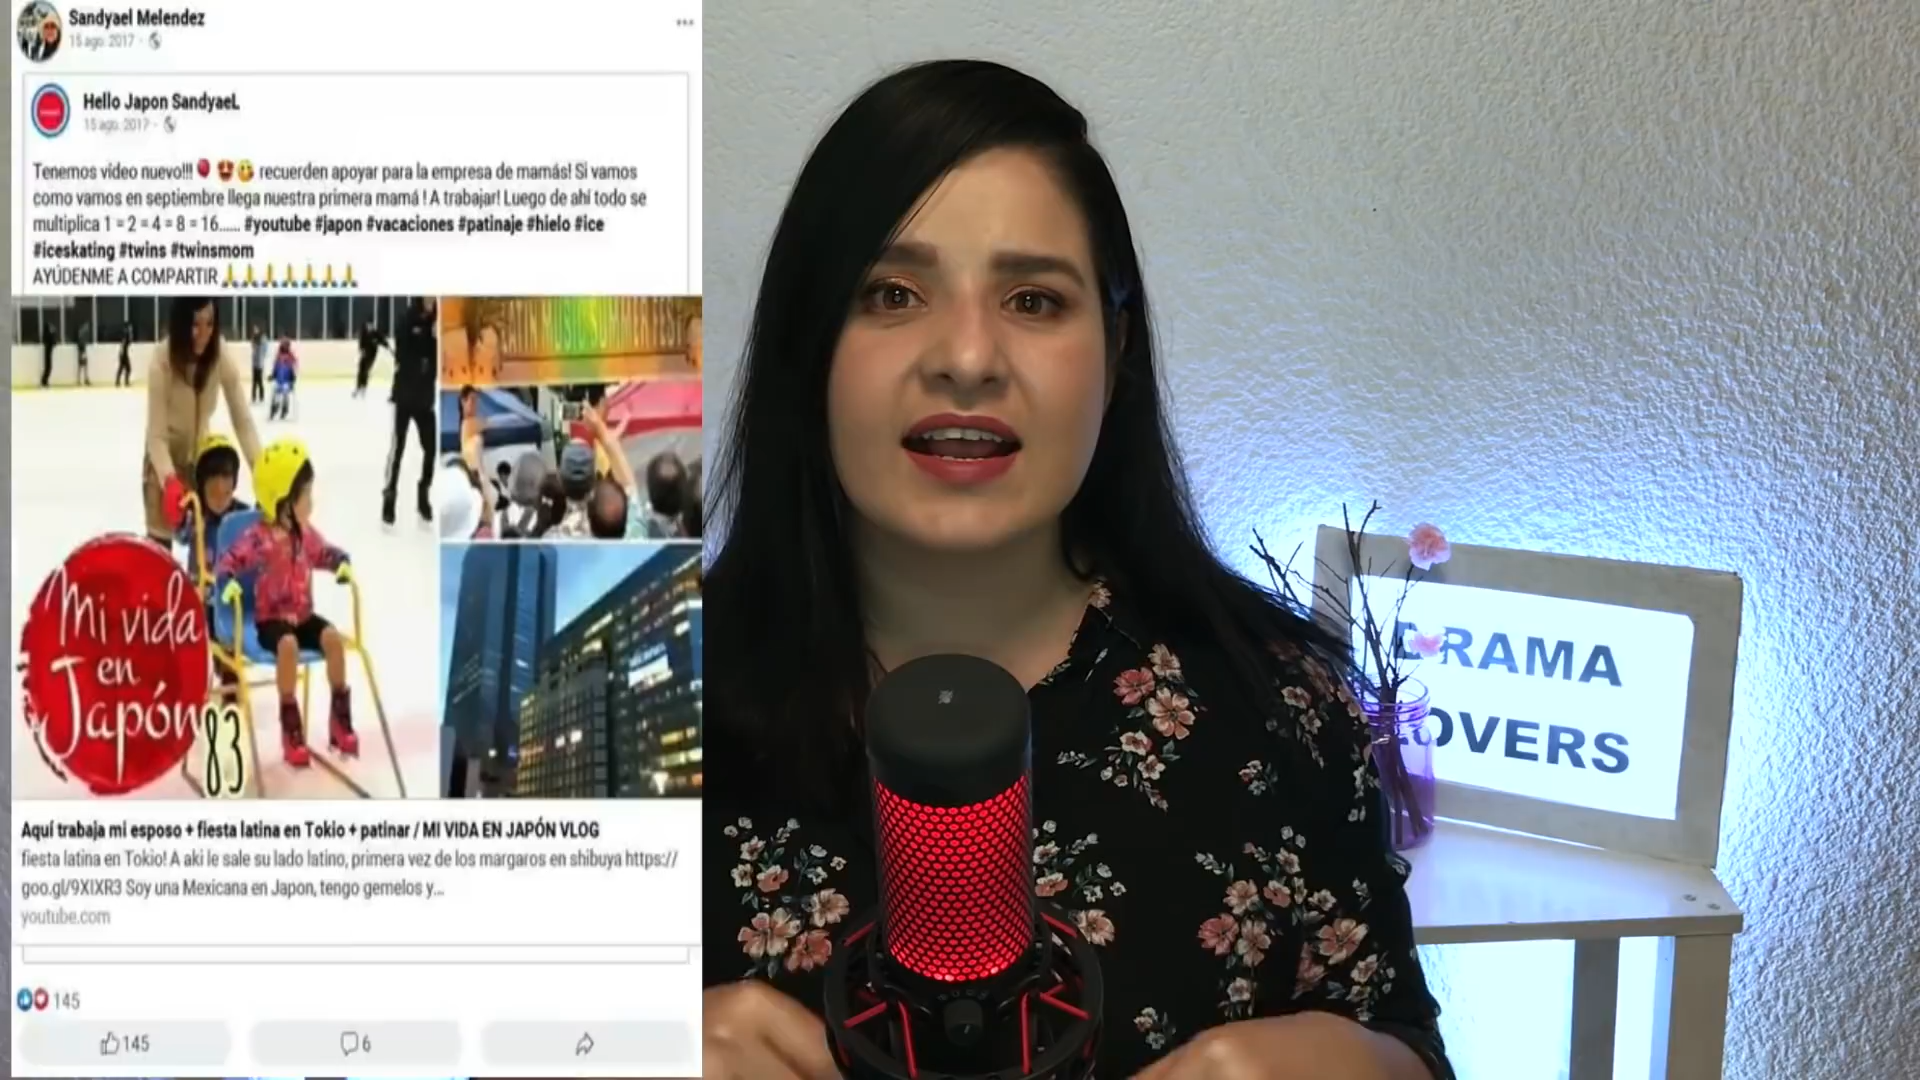 Sandyael Melendez
15 ago. 2017 ·
Hello Japon SandyaeL
15 ago. 2017 ·
Tenemos video nuevo!!! recuerden apoyar para la empresa de mamás! Si vamos
como vamos en septiembre llega nuestra primera mamá ! A trabajar! Luego de ahí todo se
multiplica 1 = 2 = 4 = 8 = 16...... #youtube #japon #vacaciones #patinaje #hielo #ice
#iceskating #twins #twinsmom
AYÚDENME A COMPARTIR
Mi vida
en
Japón
83
Aquí trabaja mi esposo + fiesta latina en Tokio + patinar / MI VIDA EN JAPÓN VLOG
fiesta latina en Tokio! A aki le sale su lado latino, primera vez de los margaros en shibuya https://
goo.gl/9XIXR3 Soy una Mexicana en Japon, tengo gemelos y...
youtube.com
145
145
6
DRAMA
LOVERS